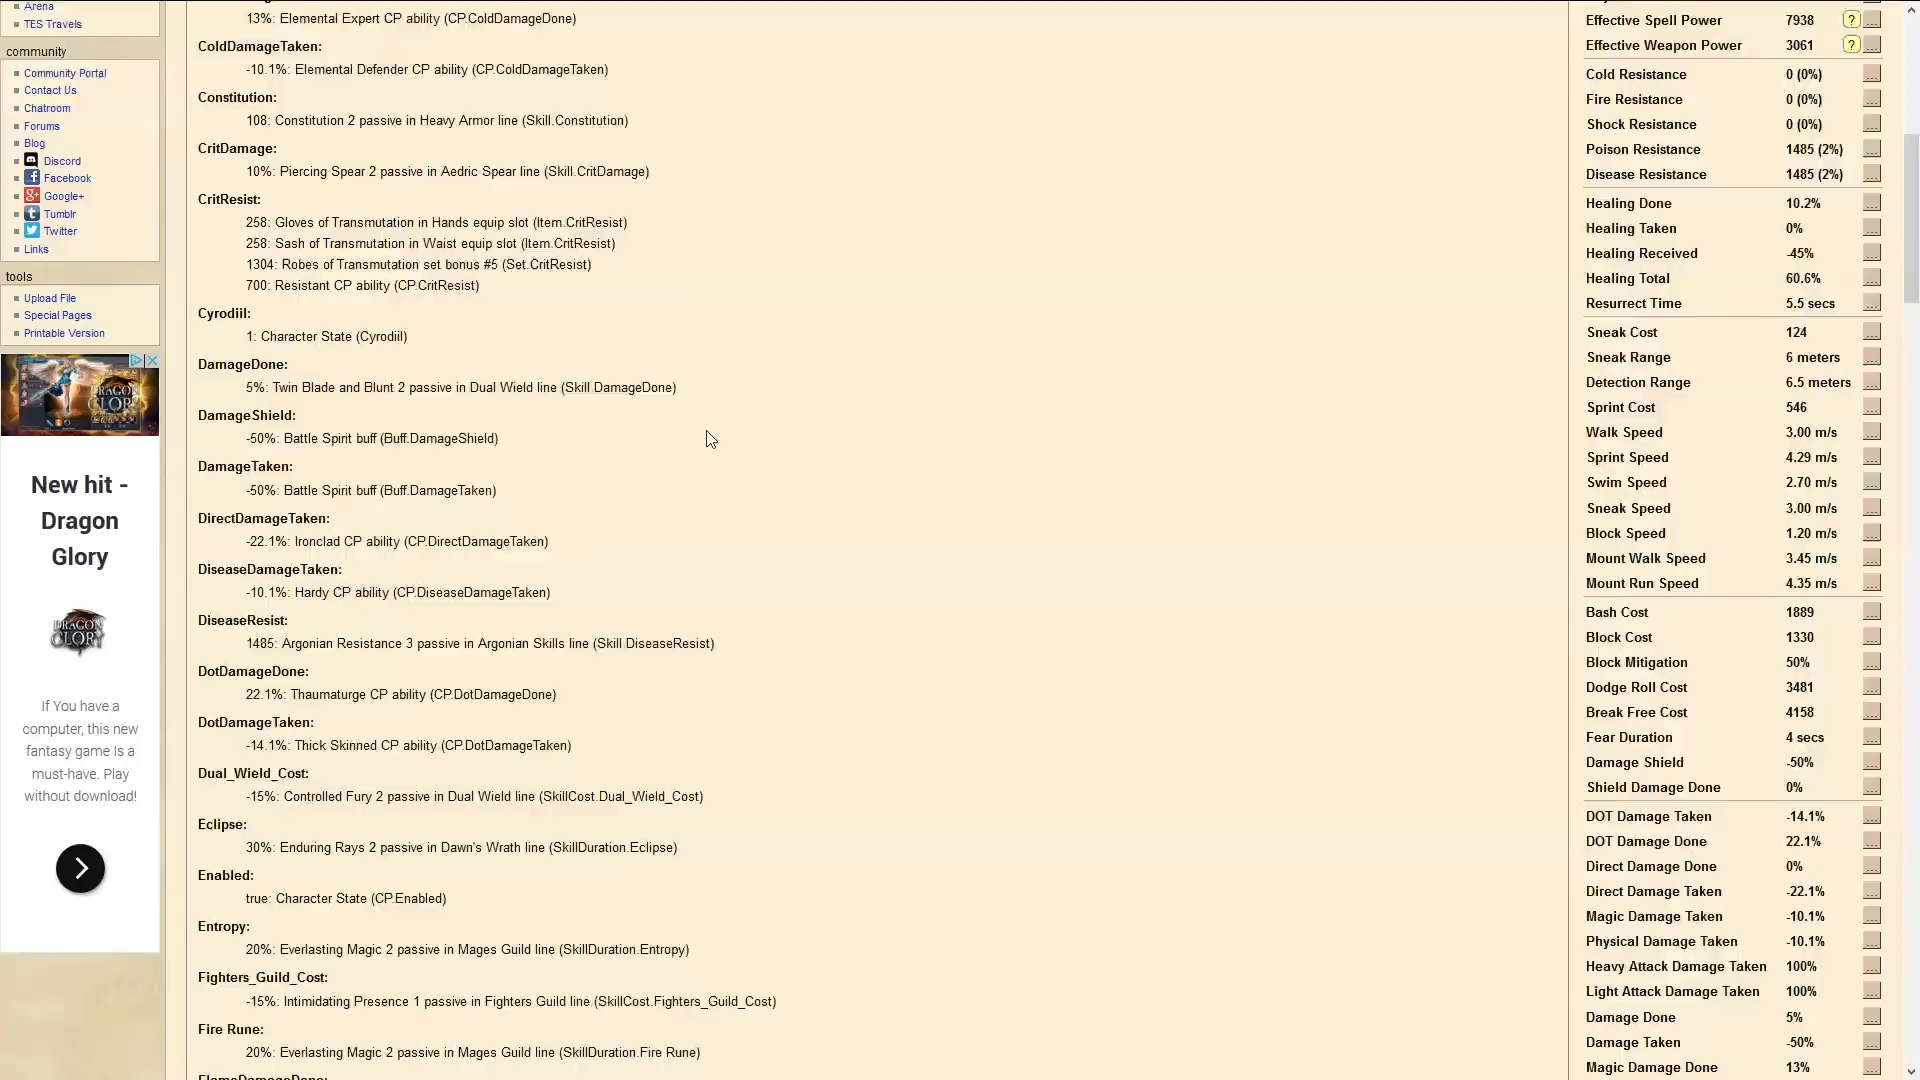 Arena
TES Travels
community
Community Portal
Contact Us
Chatroom
Forums
Blog
Discord
Facebook
Google+
Tumblr
Twitter
Links
tools
Upload File
Special Pages
Printable Version
DRAGON
GLORY
New hit -
Dragon
Glory
DRAGON
GLORY
If You have a
computer, this new
fantasy game Is a
must-have. Play
without download!
13%: Elemental Expert CP ability (CP.ColdDamageDone)
ColdDamageTaken:
-10.1%: Elemental Defender CP ability (CP.ColdDamageTaken)
Constitution:
108: Constitution 2 passive in Heavy Armor line (Skill.Constitution)
CritDamage:
10%: Piercing Spear 2 passive in Aedric Spear line (Skill.CritDamage)
CritResist:
258: Gloves of Transmutation in Hands equip slot (Item.CritResist)
258: Sash of Transmutation in Waist equip slot (Item.CritResist)
1304: Robes of Transmutation set bonus #5 (Set.CritResist)
700: Resistant CP ability (CP.CritResist)
Cyrodiil:
1: Character State (Cyrodiil)
DamageDone:
5%: Twin Blade and Blunt 2 passive in Dual Wield line (Skill.DamageDone)
DamageShield:
-50%: Battle Spirit buff (Buff.DamageShield)
DamageTaken:
-50%: Battle Spirit buff (Buff.DamageTaken)
DirectDamageTaken:
-22.1%: Ironclad CP ability (CP.DirectDamageTaken)
DiseaseDamageTaken:
-10.1%: Hardy CP ability (CP.DiseaseDamageTaken)
DiseaseResist:
1485: Argonian Resistance 3 passive in Argonian Skills line (Skill.DiseaseResist)
DotDamageDone:
22.1%: Thaumaturge CP ability (CP.DotDamageDone)
DotDamageTaken:
-14.1%: Thick Skinned CP ability (CP.DotDamageTaken)
Dual_Wield_Cost:
-15%: Controlled Fury 2 passive in Dual Wield line (SkillCost.Dual_Wield_Cost)
Eclipse:
30%: Enduring Rays 2 passive in Dawn's Wrath line (SkillDuration.Eclipse)
Enabled:
true: Character State (CP.Enabled)
Entropy:
20%: Everlasting Magic 2 passive in Mages Guild line (SkillDuration.Entropy)
Fighters_Guild_Cost:
-15%: Intimidating Presence 1 passive in Fighters Guild line (SkillCost.Fighters_Guild_Cost)
Fire Rune:
20%: Everlasting Magic 2 passive in Mages Guild line (SkillDuration.Fire Rune)
FlameDamageDone:
Effective Spell Power 7938 ? ...
Effective Weapon Power 3061 ? ...
Cold Resistance 0 (0%) ...
Fire Resistance 0 (0%) ...
Shock Resistance 0 (0%) ...
Poison Resistance 1485 (2%) ...
Disease Resistance 1485 (2%) ...
Healing Done 10.2% ...
Healing Taken 0% ...
Healing Received -45% ...
Healing Total 60.6% ...
Resurrect Time 5.5 secs ...
Sneak Cost 124 ...
Sneak Range 6 meters ...
Detection Range 6.5 meters ...
Sprint Cost 546 ...
Walk Speed 3.00 m/s ...
Sprint Speed 4.29 m/s ...
Swim Speed 2.70 m/s ...
Sneak Speed 3.00 m/s ...
Block Speed 1.20 m/s ...
Mount Walk Speed 3.45 m/s ...
Mount Run Speed 4.35 m/s ...
Bash Cost 1889 ...
Block Cost 1330 ...
Block Mitigation 50% ...
Dodge Roll Cost 3481 ...
Break Free Cost 4158 ...
Fear Duration 4 secs ...
Damage Shield -50% ...
Shield Damage Done 0% ...
DOT Damage Taken -14.1% ...
DOT Damage Done 22.1% ...
Direct Damage Done 0% ...
Direct Damage Taken -22.1% ...
Magic Damage Taken -10.1% ...
Physical Damage Taken -10.1% ...
Heavy Attack Damage Taken 100% ...
Light Attack Damage Taken 100% ...
Damage Done 5% ...
Damage Taken -50% ...
Magic Damage Done 13% ...